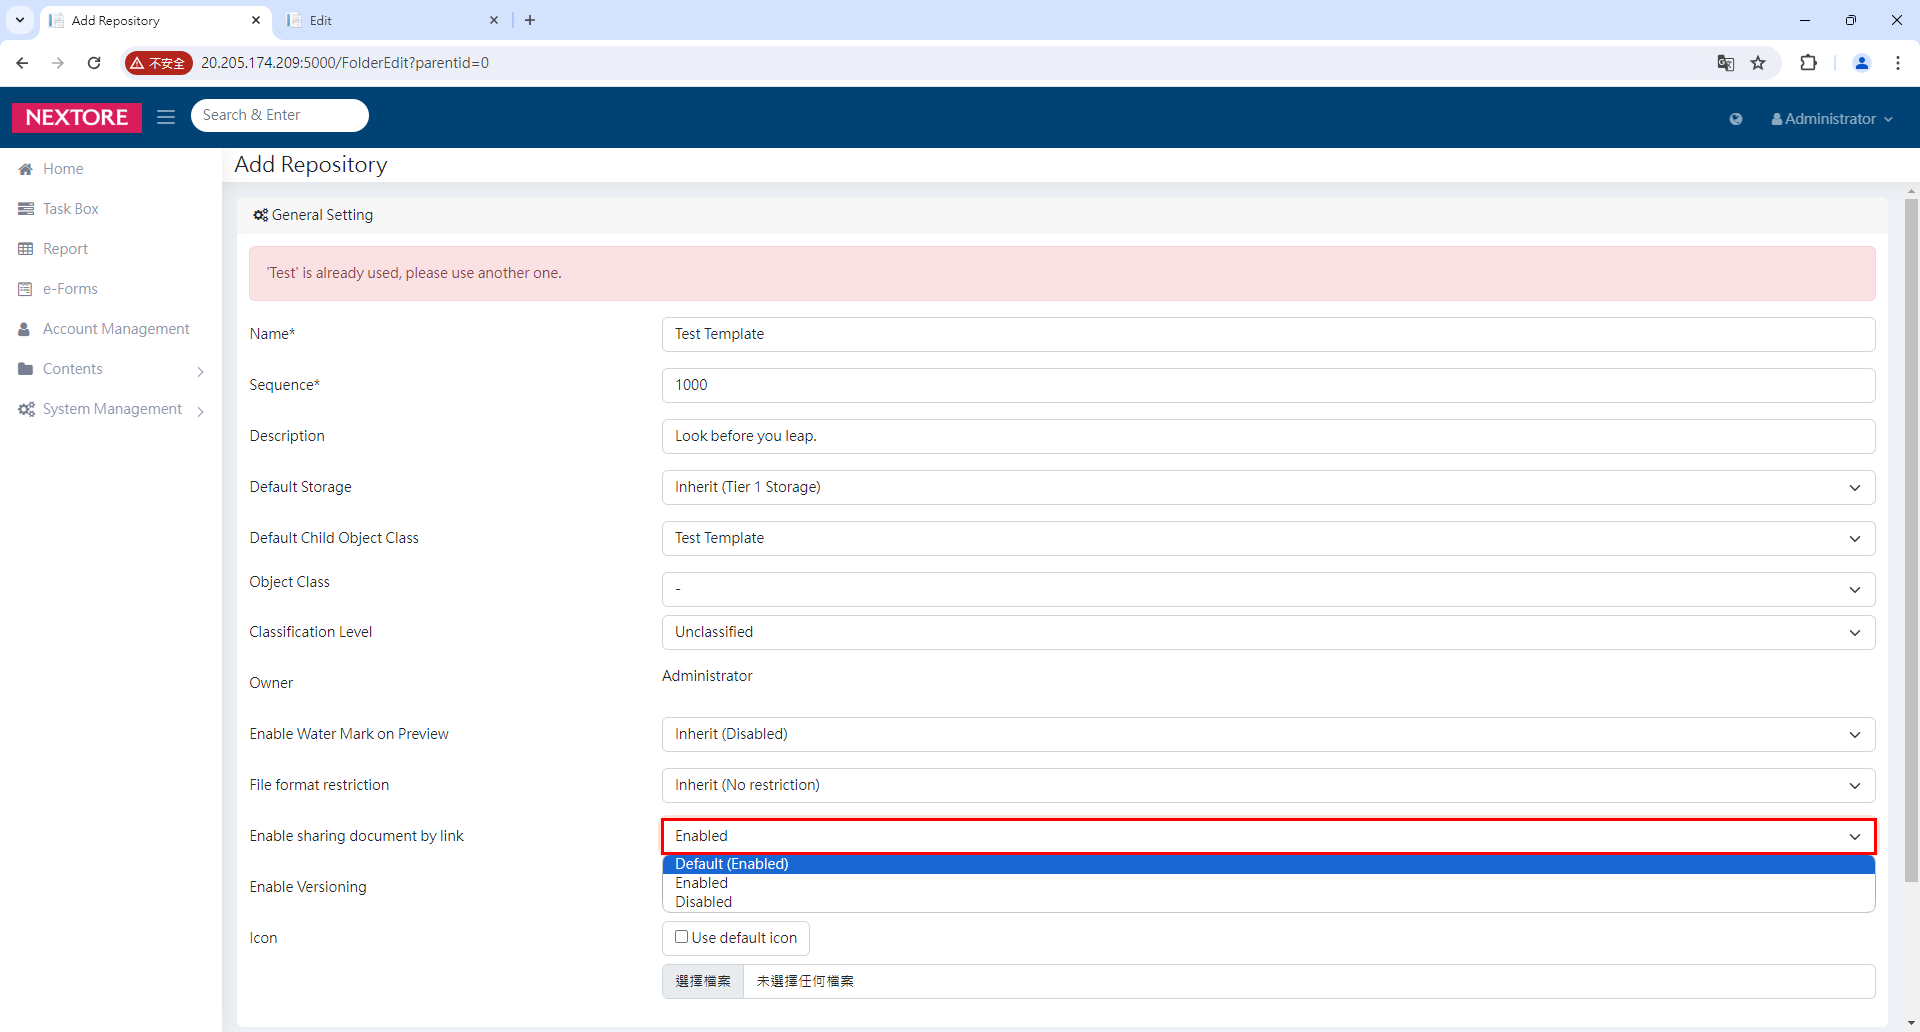 Add Repository
Edit
不安全
20.205.174.209:5000/FolderEdit?parentid=0
NEXTORE
Search & Enter
Administrator
Home
Task Box
Report
e-Forms
Account Management
Contents
System Management
Add Repository
General Setting
'Test' is already used, please use another one.
Name* Test Template
Sequence* 1000
Description Look before you leap.
Default Storage Inherit (Tier 1 Storage)
Default Child Object Class Test Template
Object Class -
Classification Level Unclassified
Owner Administrator
Enable Water Mark on Preview Inherit (Disabled)
File format restriction Inherit (No restriction)
Enable sharing document by link Enabled
Default (Enabled)
Enabled
Disabled
Enable Versioning
Icon Use default icon
選擇檔案 未選擇任何檔案